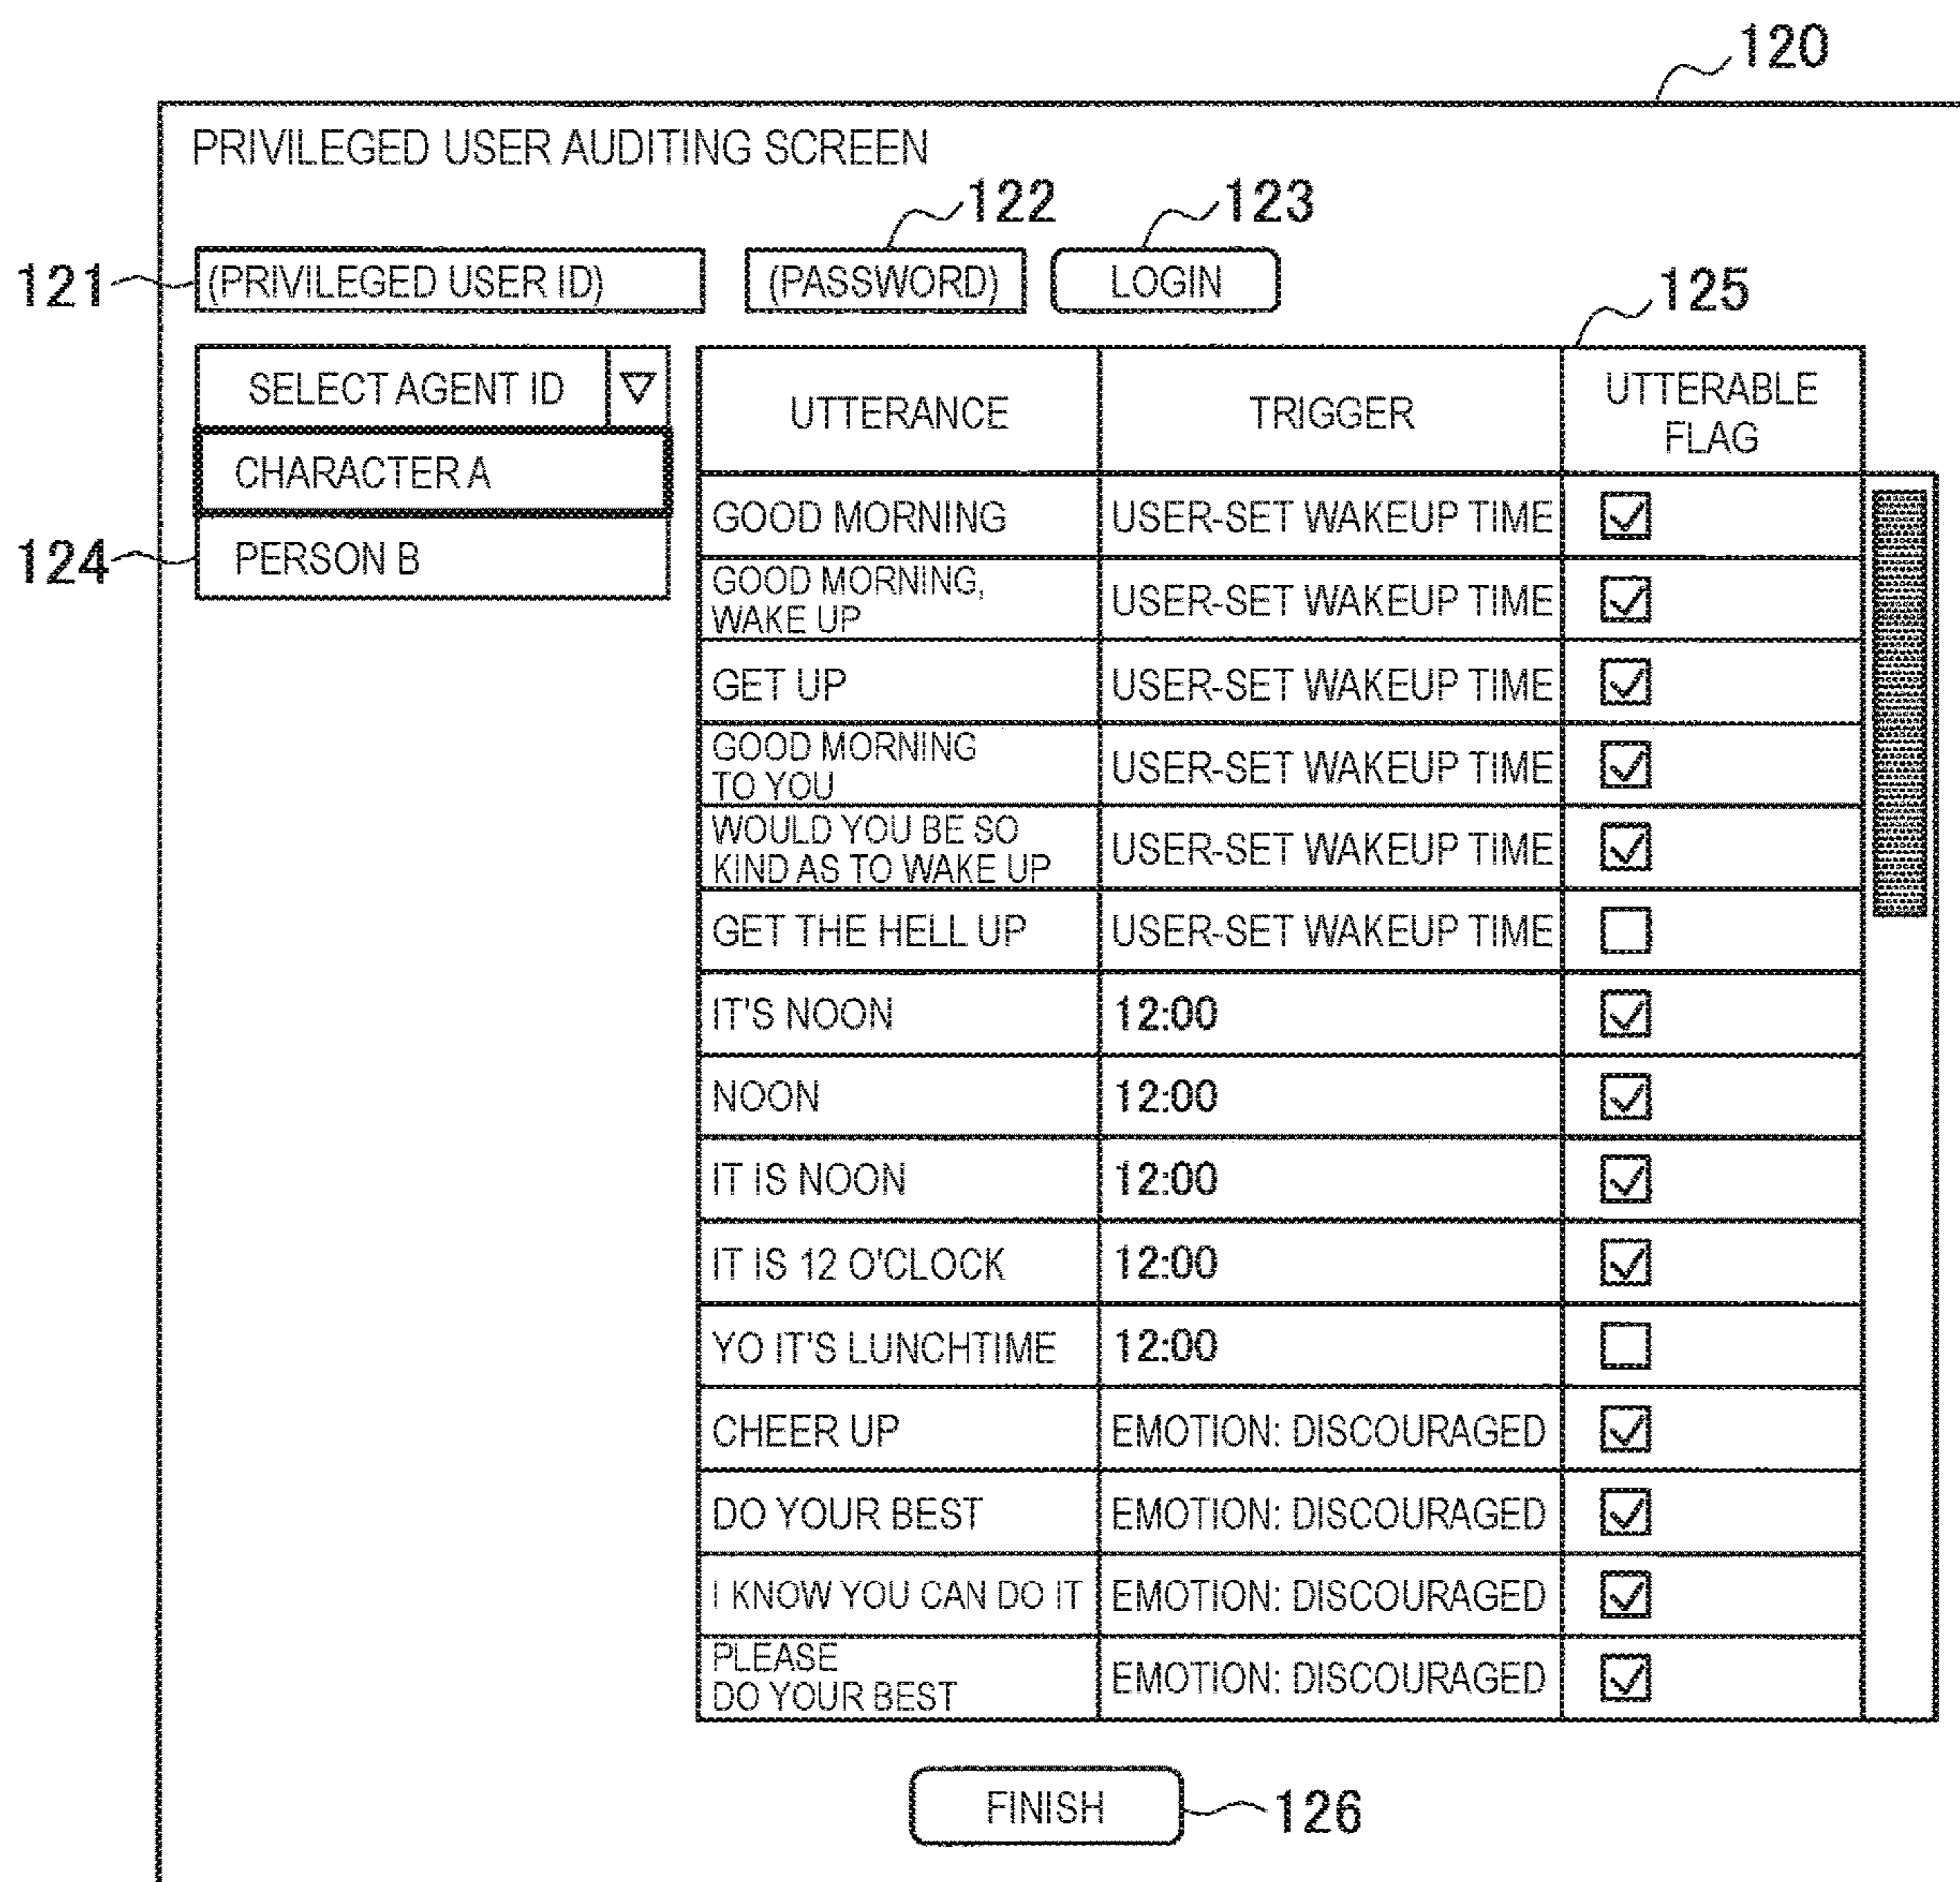 120
PRIVILEGED USER AUDITING SCREEN
122
123
121
(PRIVILEGED USER ID)
(PASSWORD)
LOGIN
125
SELECT AGENT ID
CHARACTER A
124
PERSON B
UTTERANCE
TRIGGER
UTTERABLE
FLAG
GOOD MORNING
USER-SET WAKEUP TIME
GOOD MORNING,
WAKE UP
USER-SET WAKEUP TIME
GET UP
USER-SET WAKEUP TIME
GOOD MORNING
TO YOU
USER-SET WAKEUP TIME
WOULD YOU BE SO
KIND AS TO WAKE UP
USER-SET WAKEUP TIME
GET THE HELL UP
USER-SET WAKEUP TIME
IT'S NOON
12:00
NOON
12:00
IT IS NOON
12:00
IT IS 12 O'CLOCK
12:00
YO IT'S LUNCHTIME
12:00
CHEER UP
EMOTION: DISCOURAGED
DO YOUR BEST
EMOTION: DISCOURAGED
I KNOW YOU CAN DO IT
EMOTION: DISCOURAGED
PLEASE
DO YOUR BEST
EMOTION: DISCOURAGED
FINISH
126